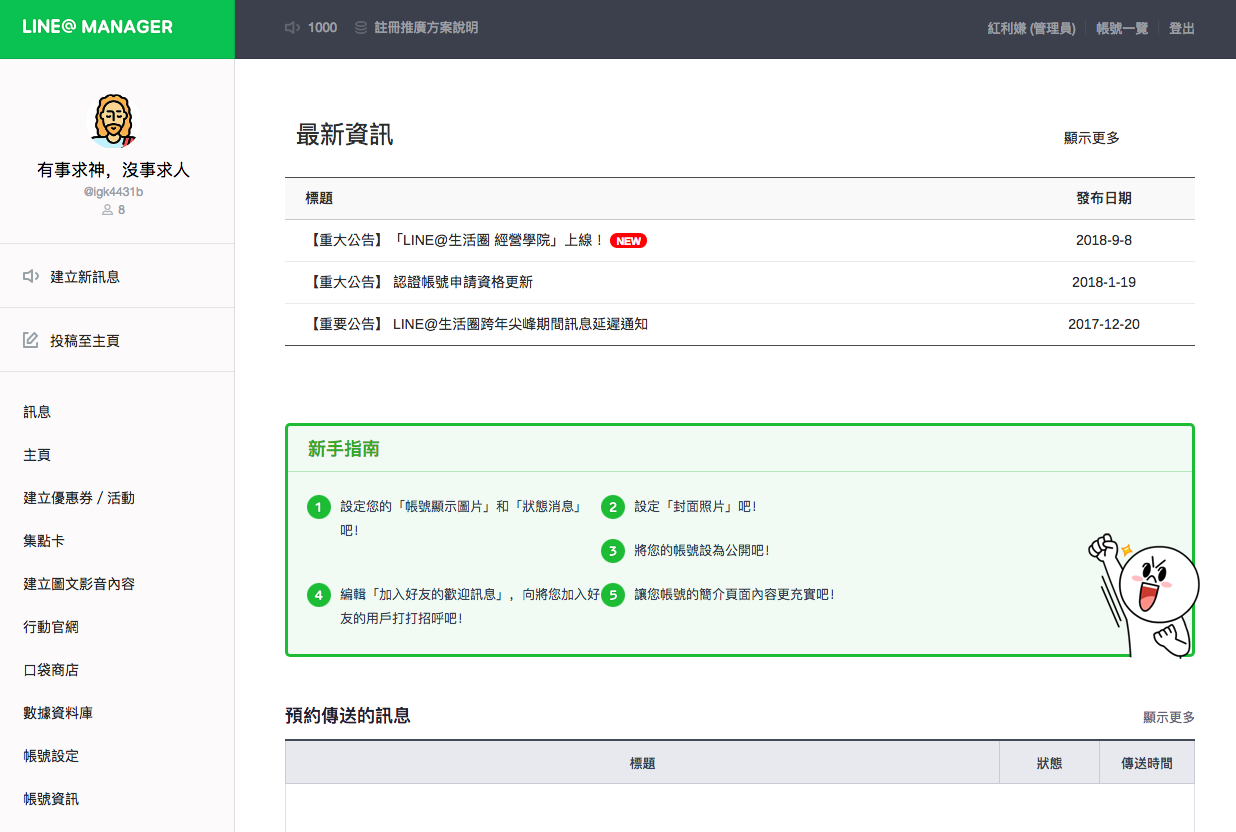 LINE@ MANAGER
1000 註冊推廣方案說明
紅利嫌 (管理員) 帳號一覽 登出
有事求神，沒事求人
@igk4431b
8
建立新訊息
投稿至主頁
訊息
主頁
建立優惠券 / 活動
集點卡
建立圖文影音內容
行動官網
口袋商店
數據資料庫
帳號設定
帳號資訊
最新資訊 顯示更多
標題 發布日期
【重大公告】「LINE@生活圈 經營學院」上線！ NEW 2018-9-8
【重大公告】 認證帳號申請資格更新 2018-1-19
【重要公告】 LINE@生活圈跨年尖峰期間訊息延遲通知 2017-12-20
新手指南
1 設定您的「帳號顯示圖片」和「狀態消息」
吧!
2 設定「封面照片」吧!
3 將您的帳號設為公開吧!
4 編輯「加入好友的歡迎訊息」，向將您加入好
友的用戶打打招呼吧!
5 讓您帳號的簡介頁面內容更充實吧!
預約傳送的訊息 顯示更多
標題 狀態 傳送時間